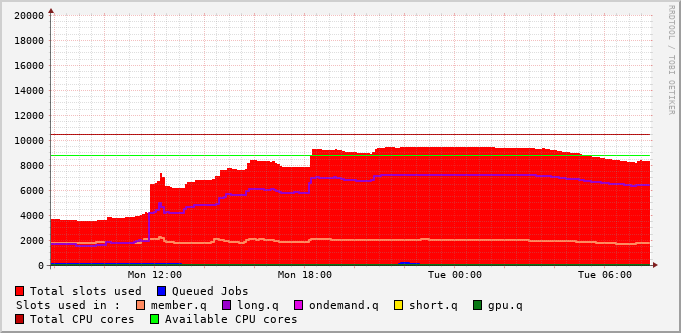 RRDTOOL / TOBI OETIKER
20000
18000
16000
14000
12000
10000
8000
6000
4000
2000
0
Mon 12:00 Mon 18:00 Tue 00:00 Tue 06:00
Total slots used Queued Jobs
Slots used in : member.q long.q ondemand.q short.q gpu.q
Total CPU cores Available CPU cores